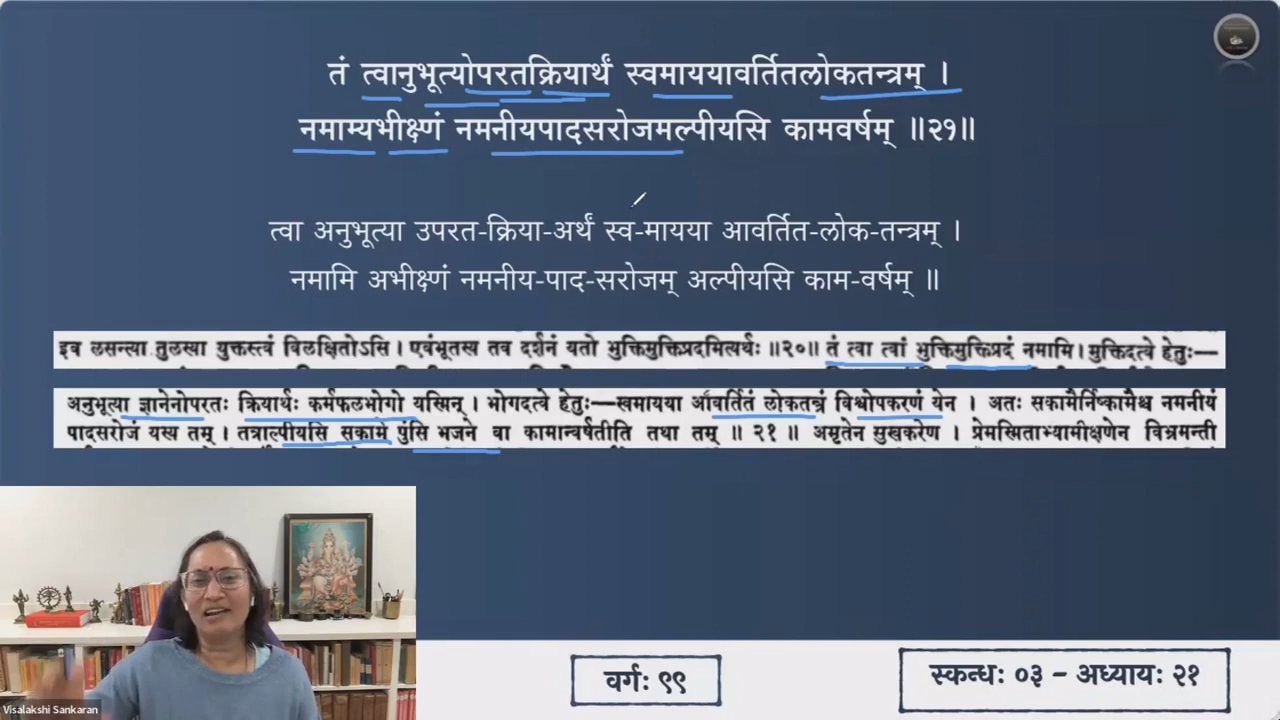 तं त्वानुभूत्योपरतक्रियार्थं स्वमाययावर्तितलोकतन्त्रम् ।
नमाम्यभीक्ष्णं नमनीयपादसरोजमल्पीयसि कामवर्षम् ॥२१॥
त्वा अनुभूत्या उपरत-क्रिया-अर्थं स्व-मायया आवर्तित-लोक-तन्त्रम् ।
नमामि अभीक्ष्णं नमनीय-पाद-सरोजम् अल्पीयसि काम-वर्षम् ॥
इव लसन्त्या तुलस्या युक्तस्त्वं विलक्षितोऽसि । एवंभूतस्य तव दर्शनं यतो भुक्तिमुक्तिप्रदमित्यर्थः ॥२०॥ तं त्वा त्वां भुक्तिमुक्तिप्रदं नमामि । मुक्तिदत्वे हेतुः—
अनुभूत्या ज्ञानेनोपरतः क्रियार्थः कर्मफलभोगो यस्मिन् । भोगदत्वे हेतुः—स्वमायया आवर्तितं लोकतन्त्रं विश्वोपकरणं येन । अतः सकामैर्निष्कामैश्च नमनीयं
पादसरोजं यस्य तम् । तत्राल्पीयसि सकामे पुंसि भजने वा कामान्वर्षतीति तथा तम् ॥ २१ ॥ अमृतेन सुखकरेण । प्रेमस्मिताभ्यामीक्षणेन विभ्रमन्ती
Visalakshi Sankaran
वर्गः ९९
स्कन्धः ०३ – अध्यायः २१